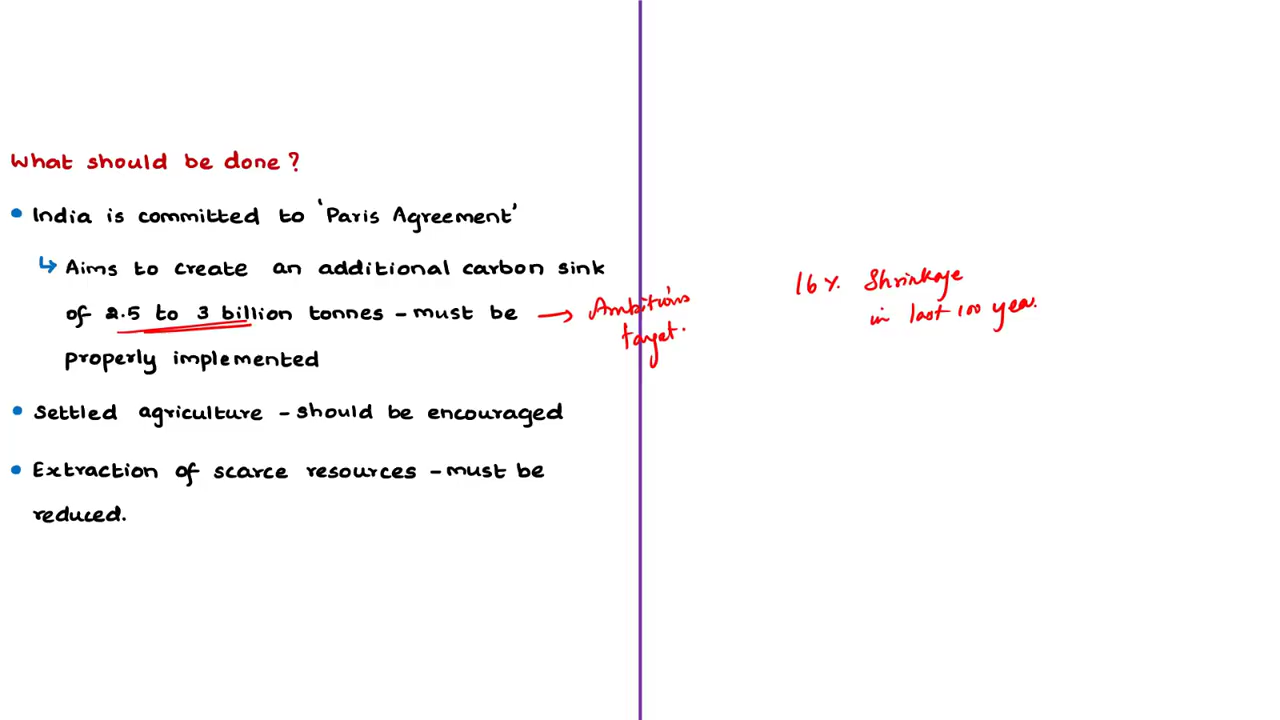 What should be done?
• India is committed to 'Paris Agreement'
↳ Aims to create an additional carbon sink
of 2.5 to 3 billion tonnes - must be → Ambitious
target.
properly implemented
• Settled agriculture - should be encouraged
• Extraction of scarce resources - must be
reduced.
16% Shrinkage
in last 100 year.